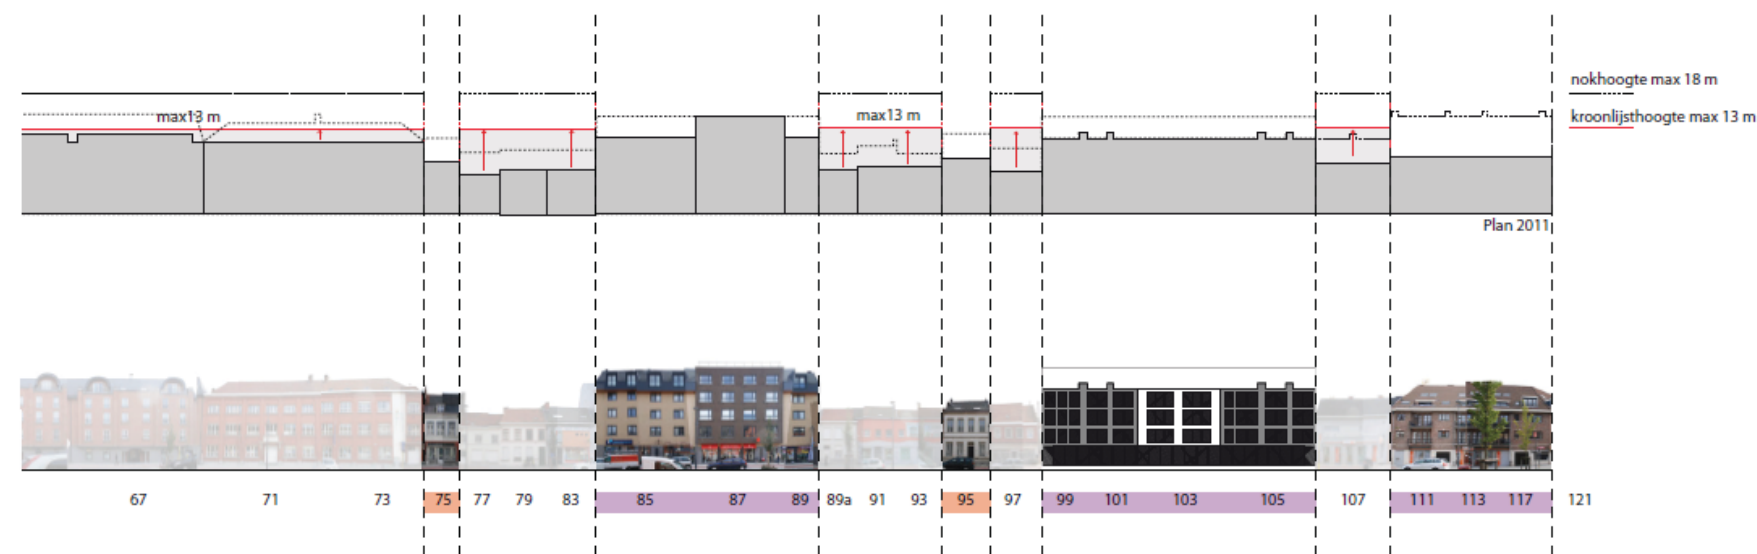 nokhoogte max 18 m
max13 m
max13 m
kroonlijsthoogte max 13 m
Plan 2011
67 71 73 75 77 79 83 85 87 89 89a 91 93 95 97 99 101 103 105 107 111 113 117 121